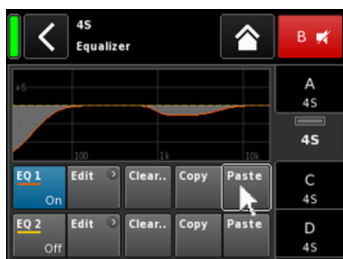 4S
Equalizer
B
+6
100 1k 10k
A
4S
4S
C
4S
D
4S
EQ 1
On
Edit
Clear..
Copy
Paste
EQ 2
Off
Edit
Clear..
Copy
Paste